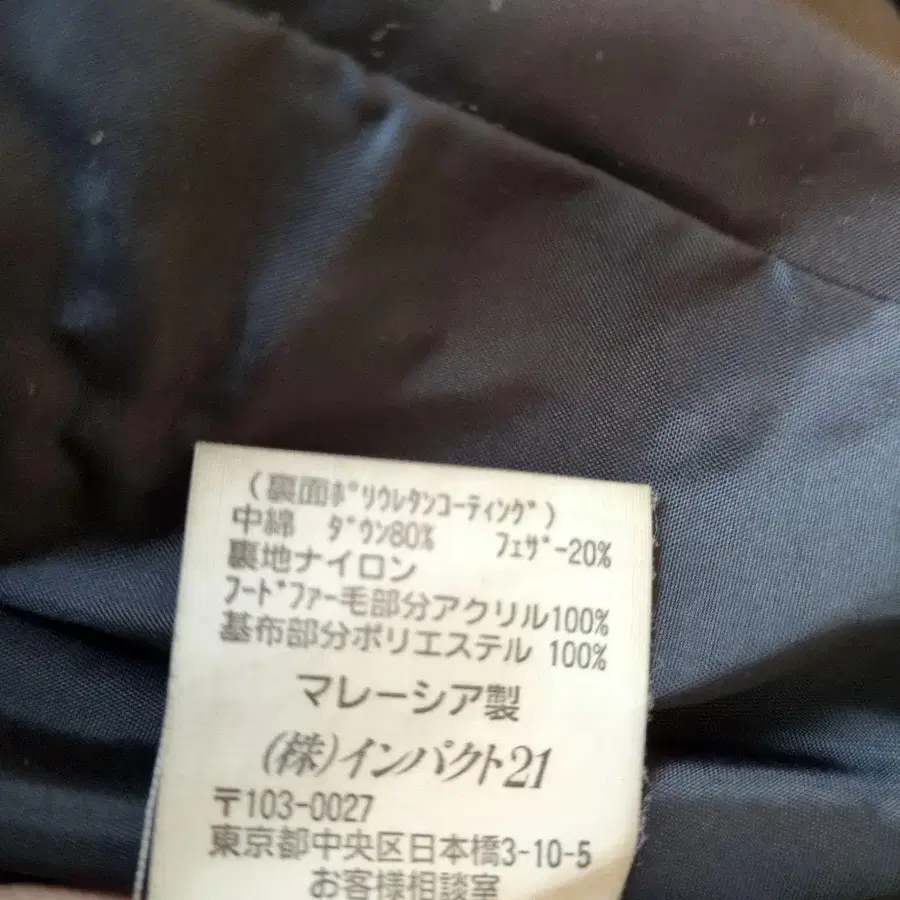 (裏面ポリウレタンコーティング)
中綿 ダウン80% フェザー20%
裏地ナイロン
フードファー毛部分アクリル100%
基布部分ポリエステル 100%
マレーシア製
(株)インパクト21
〒103-0027
東京都中央区日本橋3-10-5
お客様相談室